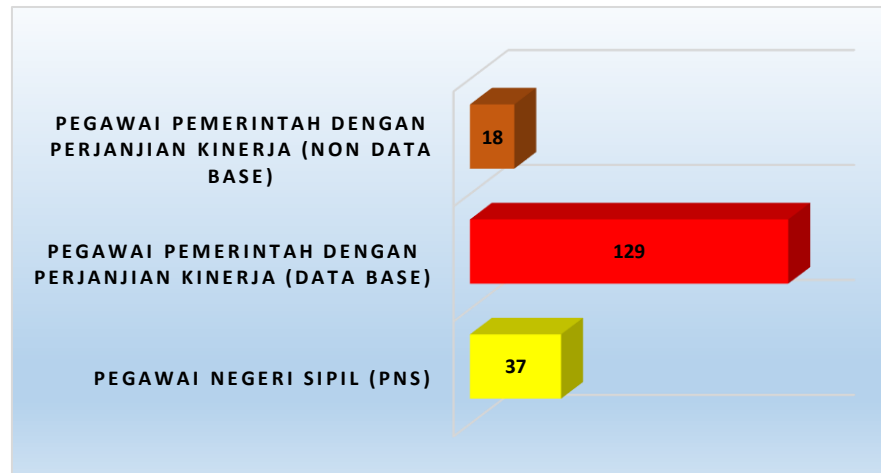 PEGAWAI PEMERINTAH DENGAN
PERJANJIAN KINERJA (NON DATA
BASE)
18
PEGAWAI PEMERINTAH DENGAN
PERJANJIAN KINERJA (DATA BASE)
129
PEGAWAI NEGERI SIPIL (PNS)
37